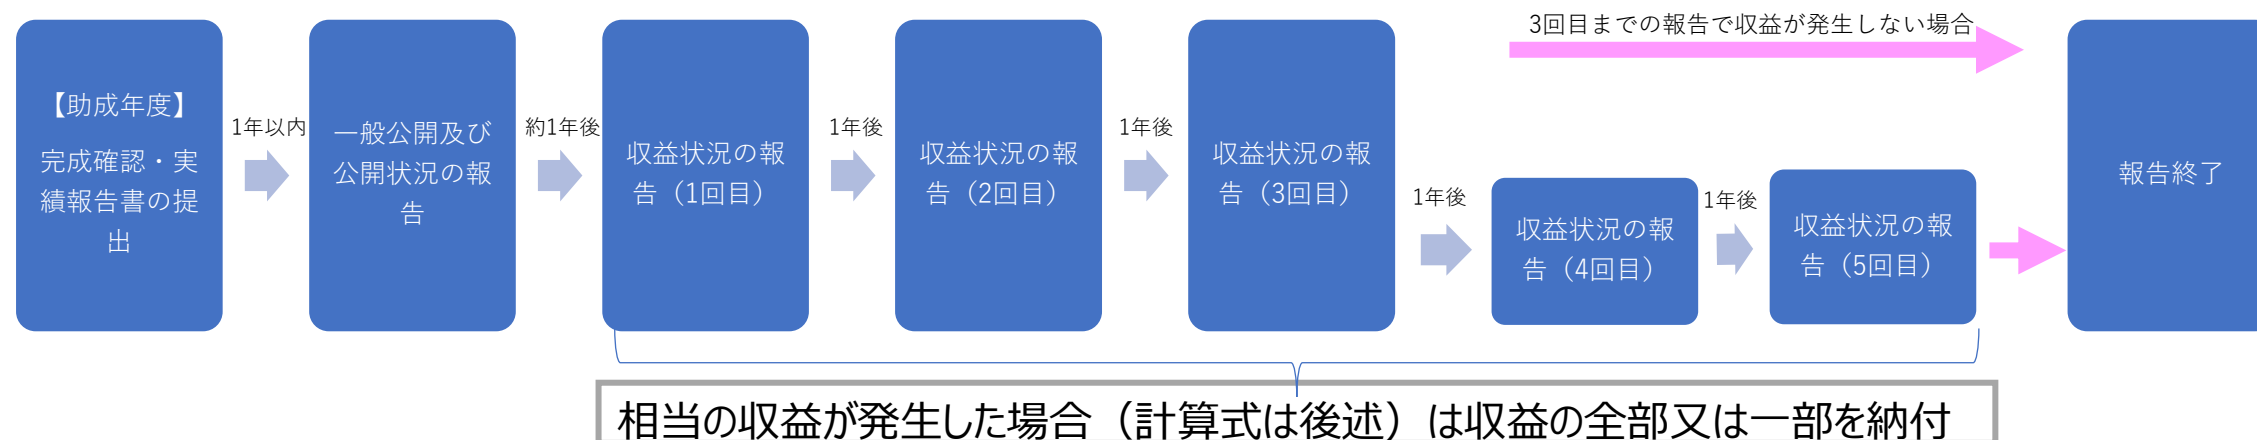 【助成年度】
完成確認・実
績報告書の提
出
1年以内
一般公開及び
公開状況の報
告
約1年後
収益状況の報
告（1回目）
1年後
収益状況の報
告（2回目）
1年後
収益状況の報
告（3回目）
1年後
収益状況の報
告（4回目）
1年後
収益状況の報
告（5回目）
3回目までの報告で収益が発生しない場合
報告終了
相当の収益が発生した場合（計算式は後述）は収益の全部又は一部を納付